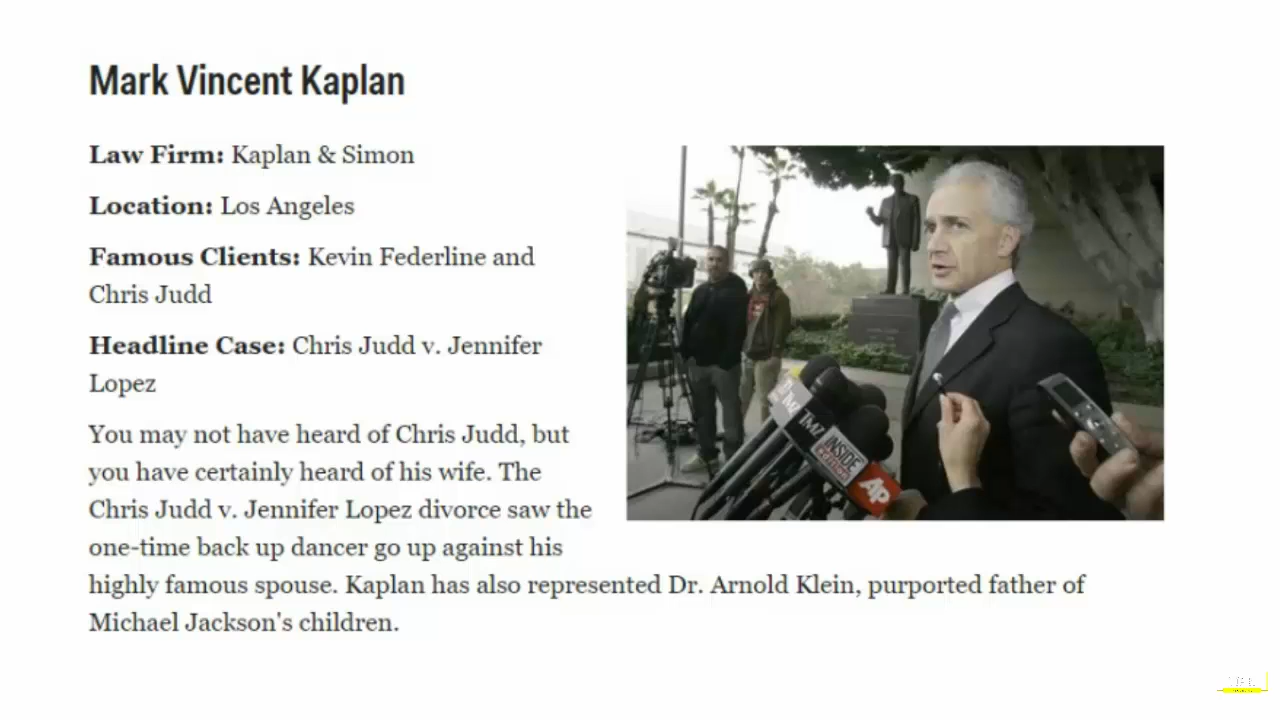 Mark Vincent Kaplan
Law Firm: Kaplan & Simon
Location: Los Angeles
Famous Clients: Kevin Federline and
Chris Judd
Headline Case: Chris Judd v. Jennifer
Lopez
You may not have heard of Chris Judd, but
you have certainly heard of his wife. The
Chris Judd v. Jennifer Lopez divorce saw the
one-time back up dancer go up against his
highly famous spouse. Kaplan has also represented Dr. Arnold Klein, purported father of
Michael Jackson's children.
TMZ
TMZ
INSIDE
EDITION
AP